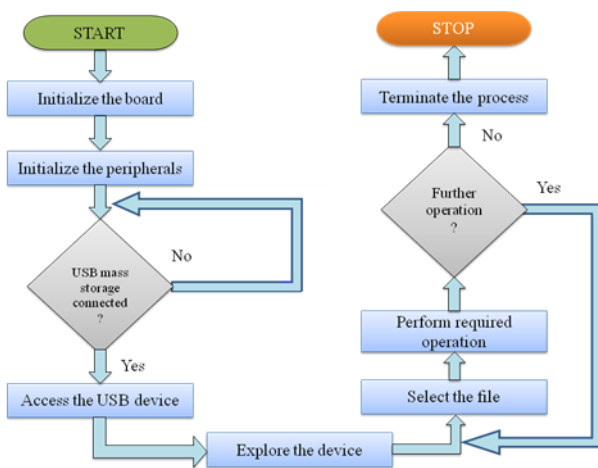 START
Initialize the board
Initialize the peripherals
No
USB mass
storage
connected
?
Yes
Access the USB device
Explore the device
STOP
Terminate the process
No
Further
operation
?
Yes
Perform required
operation
Select the file